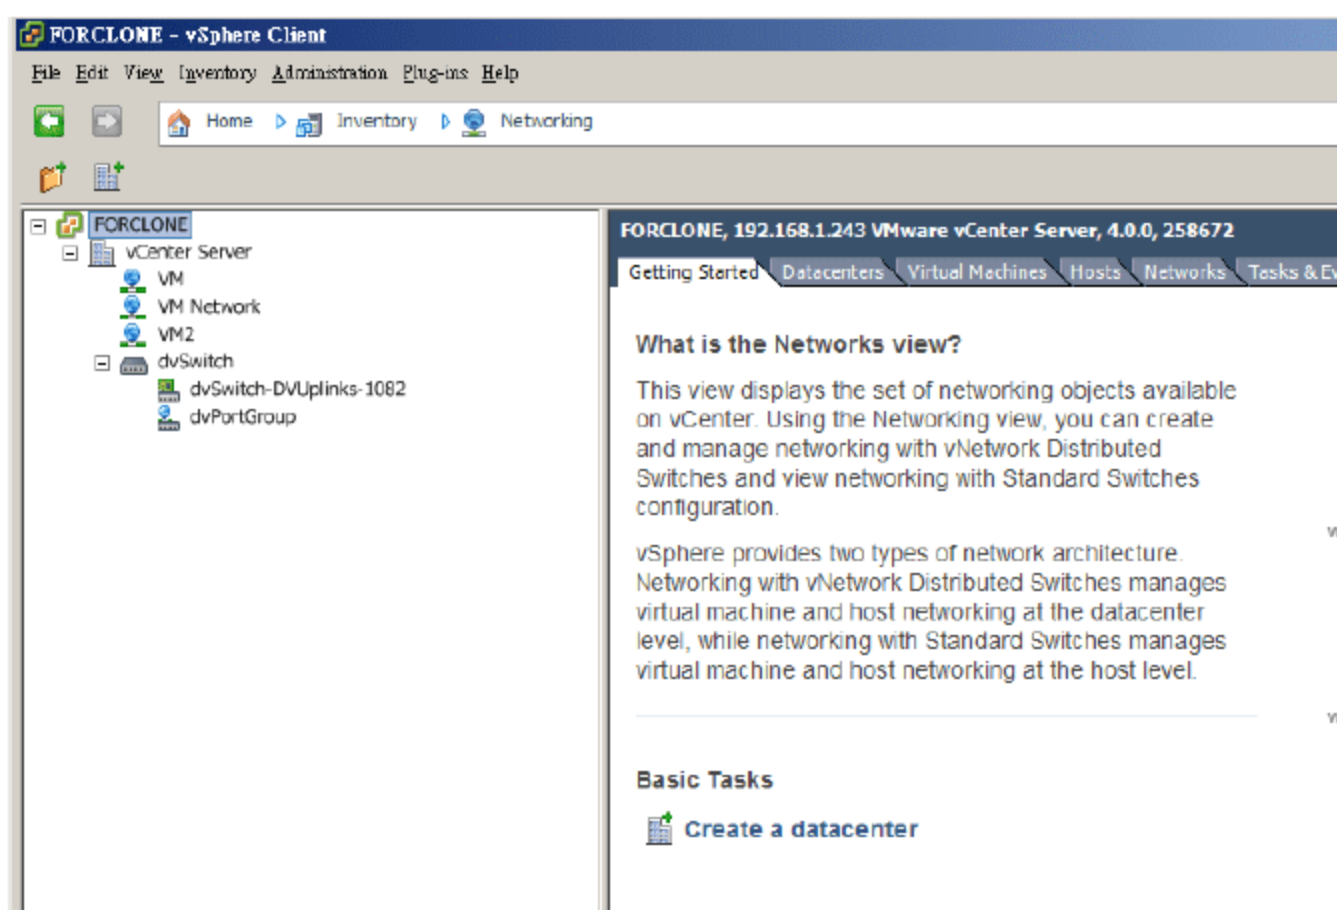 FORCLONE - vSphere Client
File Edit View Inventory Administration Plug-ins Help
Home Inventory Networking
FORCLONE
vCenter Server
VM
VM Network
VM2
dvSwitch
dvSwitch-DVUplinks-1082
dvPortGroup
FORCLONE, 192.168.1.243 VMware vCenter Server, 4.0.0, 258672
Getting Started Datacenters Virtual Machines Hosts Networks Tasks & Ev
What is the Networks view?
This view displays the set of networking objects available
on vCenter. Using the Networking view, you can create
and manage networking with vNetwork Distributed
Switches and view networking with Standard Switches
configuration.
vSphere provides two types of network architecture.
Networking with vNetwork Distributed Switches manages
virtual machine and host networking at the datacenter
level, while networking with Standard Switches manages
virtual machine and host networking at the host level.
Basic Tasks
Create a datacenter